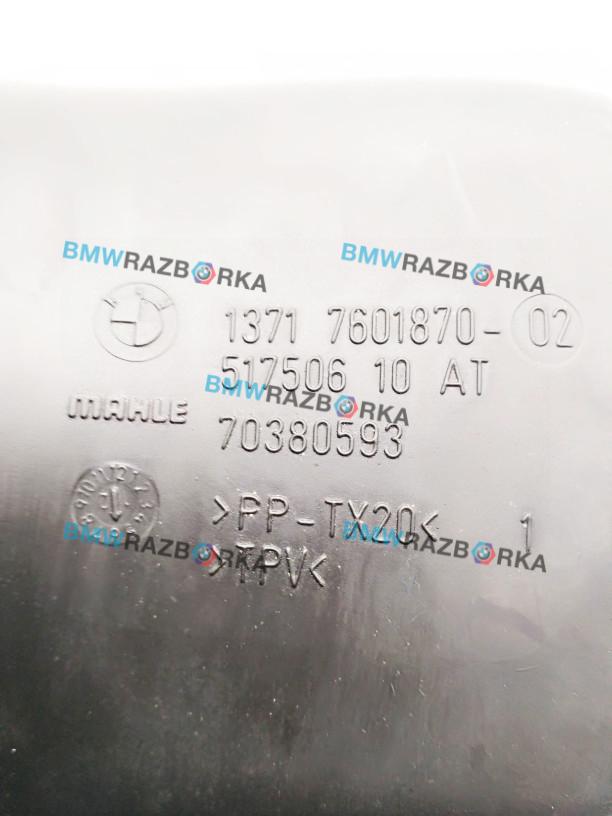 BMWRAZBORKA
BMWRAZBORKA
1371 7601870-02
517506 10 AT
BMWRAZBORKA
MAHLE
70380593
>PP-TX20<
1
BMWRAZBORKA
BMWRAZBORKA
>TPV<